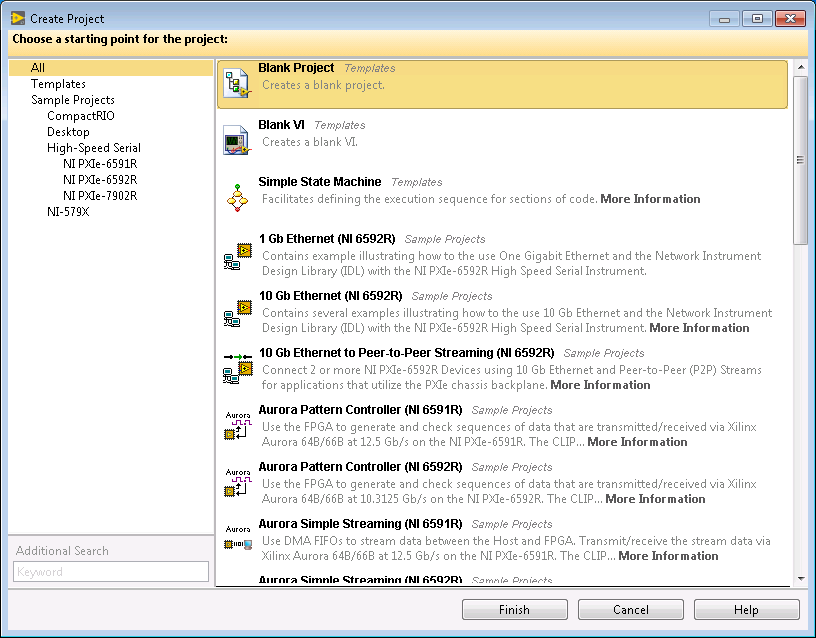 Create Project
Choose a starting point for the project:
All
Templates
Sample Projects
CompactRIO
Desktop
High-Speed Serial
NI PXIe-6591R
NI PXIe-6592R
NI PXIe-7902R
NI-579X
Additional Search
Keyword
Blank Project Templates
Creates a blank project.
Blank VI Templates
Creates a blank VI.
Simple State Machine Templates
Facilitates defining the execution sequence for sections of code. More Information
1 Gb Ethernet (NI 6592R) Sample Projects
Contains example illustrating how to the use One Gigabit Ethernet and the Network Instrument
Design Library (IDL) with the NI PXIe-6592R High Speed Serial Instrument.
10 Gb Ethernet (NI 6592R) Sample Projects
Contains several examples illustrating how to the use 10 Gb Ethernet and the Network Instrument
Design Library (IDL) with the NI PXIe-6592R High Speed Serial Instrument. More Information
10 Gb Ethernet to Peer-to-Peer Streaming (NI 6592R) Sample Projects
Connect 2 or more NI PXIe-6592R Devices using 10 Gb Ethernet and Peer-to-Peer (P2P) Streams
for applications that utilize the PXIe chassis backplane. More Information
Aurora
Aurora Pattern Controller (NI 6591R) Sample Projects
Use the FPGA to generate and check sequences of data that are transmitted/received via Xilinx
Aurora 64B/66B at 12.5 Gb/s on the NI PXIe-6591R. The CLIP... More Information
Aurora
Aurora Pattern Controller (NI 6592R) Sample Projects
Use the FPGA to generate and check sequences of data that are transmitted/received via Xilinx
Aurora 64B/66B at 10.3125 Gb/s on the NI PXIe-6592R. The CLIP... More Information
Aurora
Aurora Simple Streaming (NI 6591R) Sample Projects
Use DMA FIFOs to stream data between the Host and FPGA. Transmit/receive the stream data via
Xilinx Aurora 64B/66B at 12.5 Gb/s on the NI PXIe-6591R. The CLIP... More Information
Aurora Simple Streaming (NI 6592R) Sample Projects
Finish
Cancel
Help